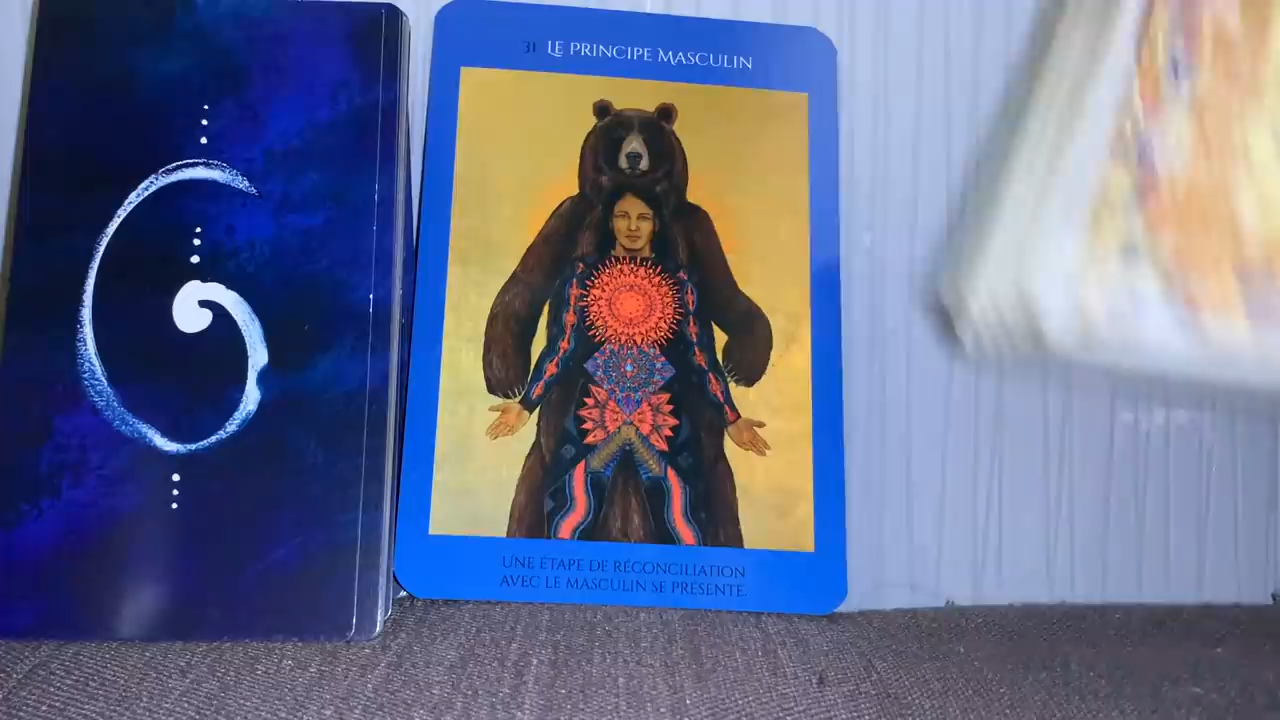 31 LE PRINCIPE MASCULIN
UNE ÉTAPE DE RÉCONCILIATION
AVEC LE MASCULIN SE PRÉSENTE.